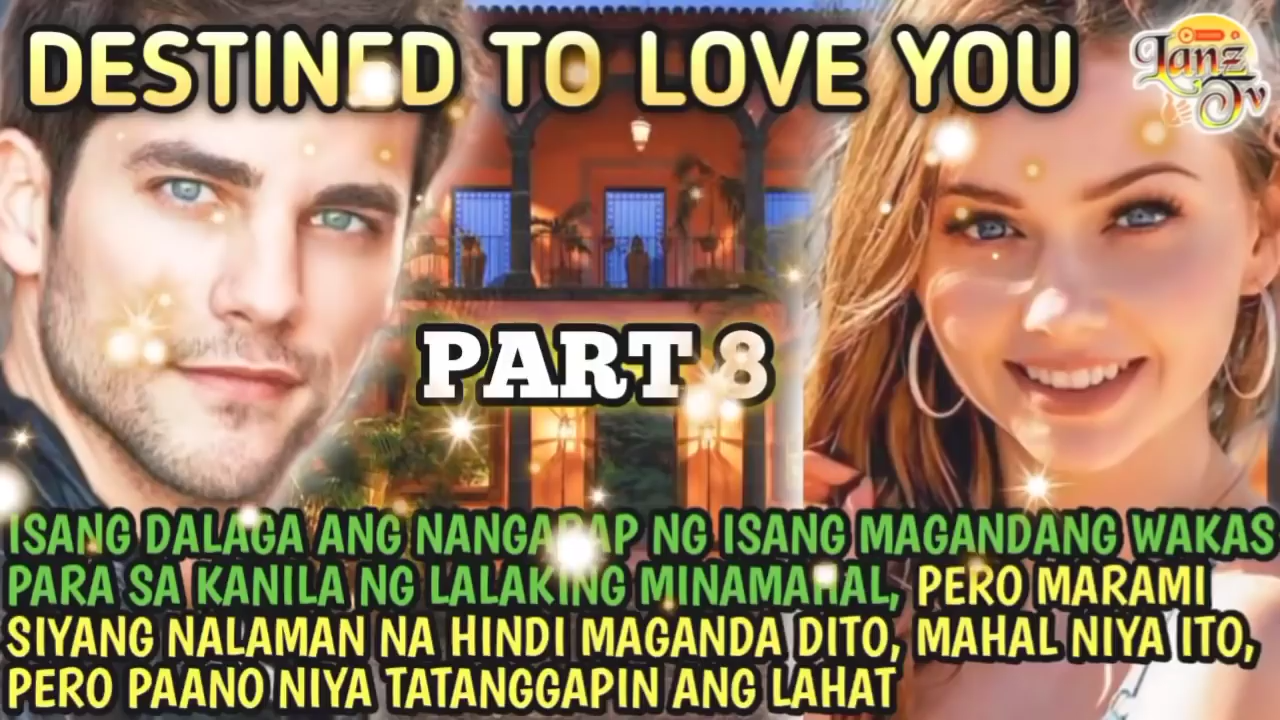 DESTINED TO LOVE YOU
Lanz Tv
PART 8
ISANG DALAGA ANG NANGARAP NG ISANG MAGANDANG WAKAS
PARA SA KANILA NG LALAKING MINAMAHAL, PERO MARAMI
SIYANG NALAMAN NA HINDI MAGANDA DITO, MAHAL NIYA ITO,
PERO PAANO NIYA TATANGGAPIN ANG LAHAT